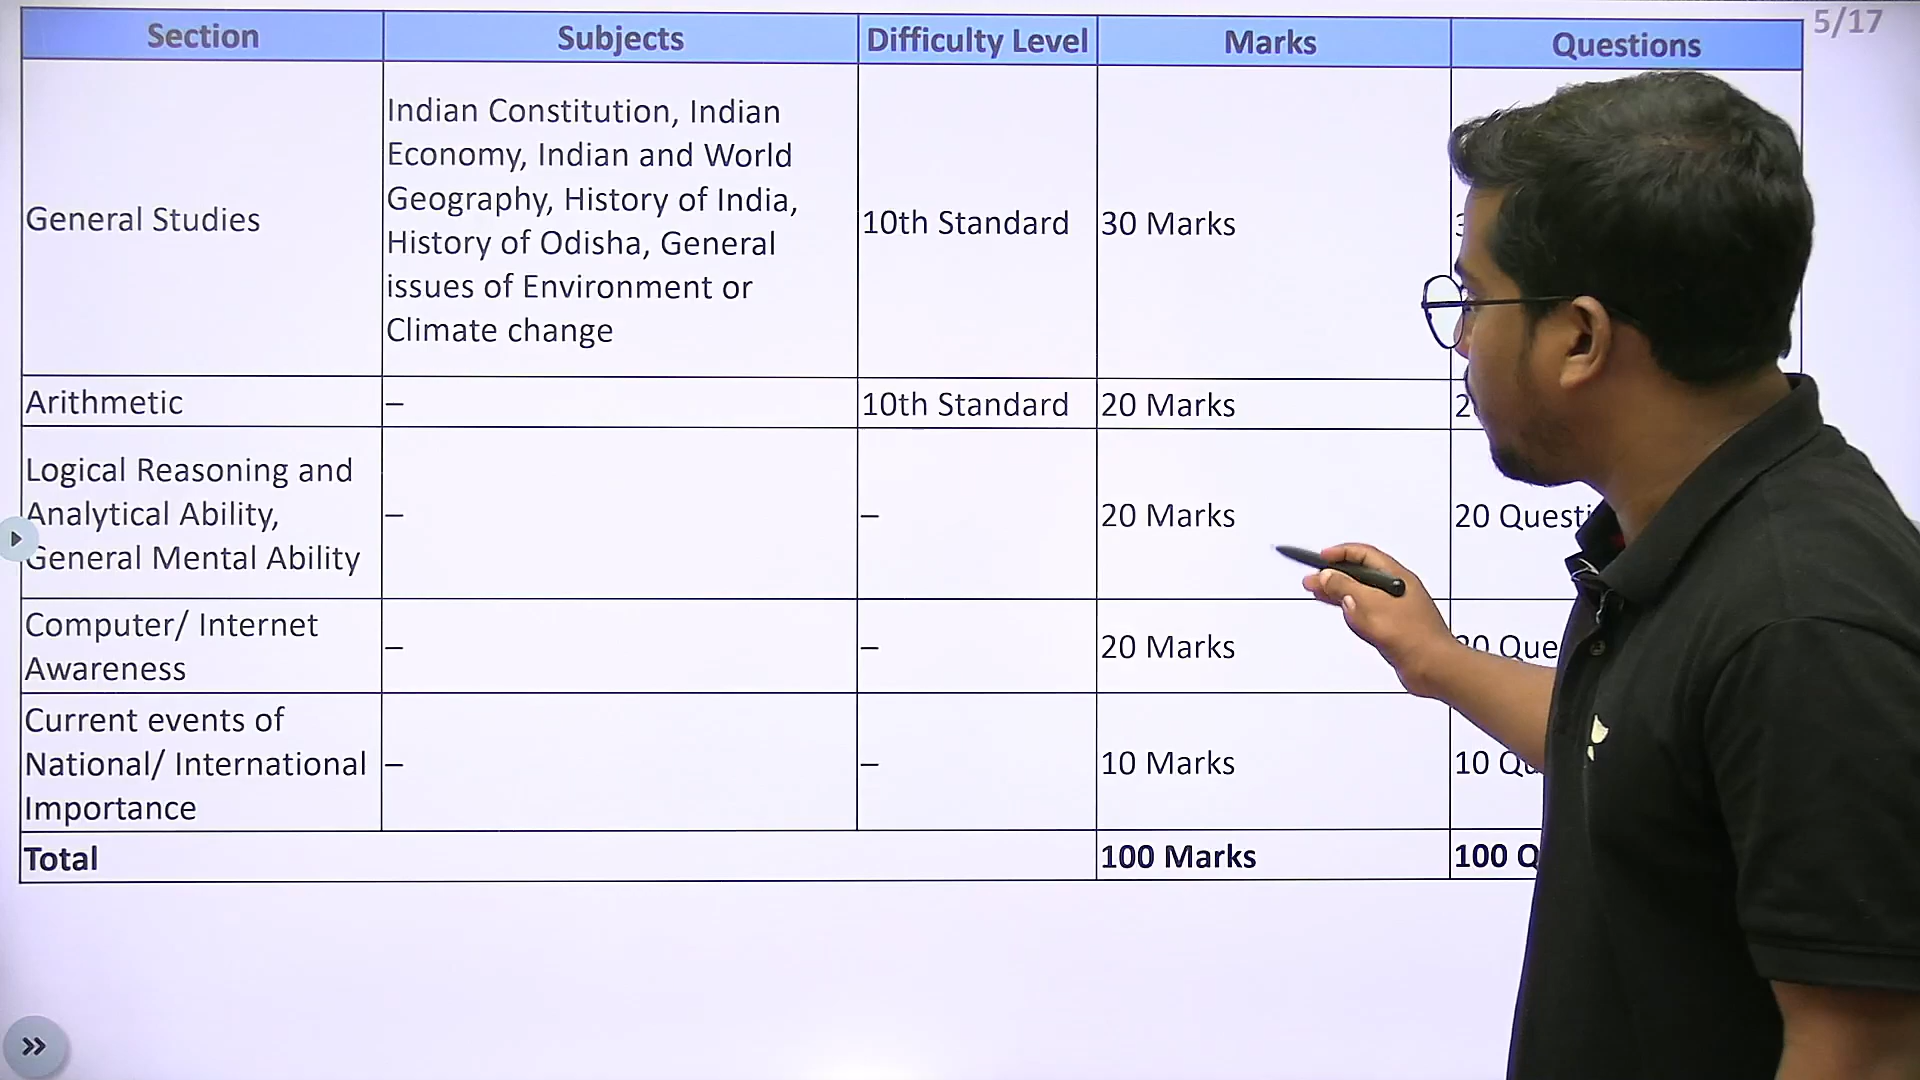 5/17
Section Subjects Difficulty Level Marks Questions
General Studies
Indian Constitution, Indian
Economy, Indian and World
Geography, History of India,
History of Odisha, General
issues of Environment or
Climate change
10th Standard 30 Marks
Arithmetic – 10th Standard 20 Marks
Logical Reasoning and
Analytical Ability,
General Mental Ability
– – 20 Marks 20
Computer/ Internet
Awareness
– – 20 Marks
Current events of
National/ International
Importance
– – 10 Marks 10
Total 100 Marks 100